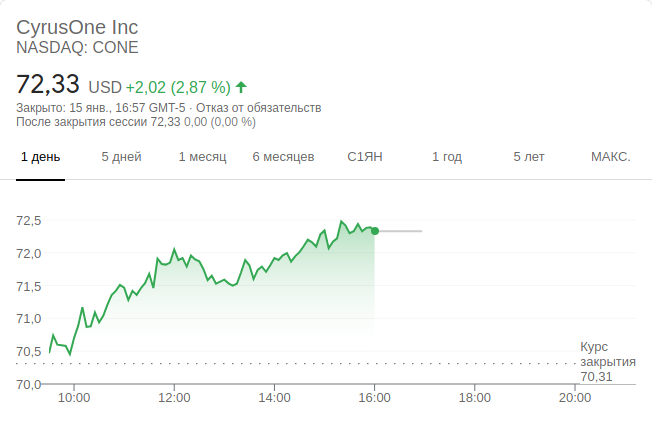 CyrusOne Inc
NASDAQ: CONE
72,33 USD +2,02 (2,87 %)
Закрыто: 15 янв., 16:57 GMT-5 · Отказ от обязательств
После закрытия сессии 72,33 0,00 (0,00 %)
1 день 5 дней 1 месяц 6 месяцев С1ЯН 1 год 5 лет МАКС.
72,5
72,0
71,5
71,0
70,5
70,0
Курс
закрытия
70,31
10:00 12:00 14:00 16:00 18:00 20:00